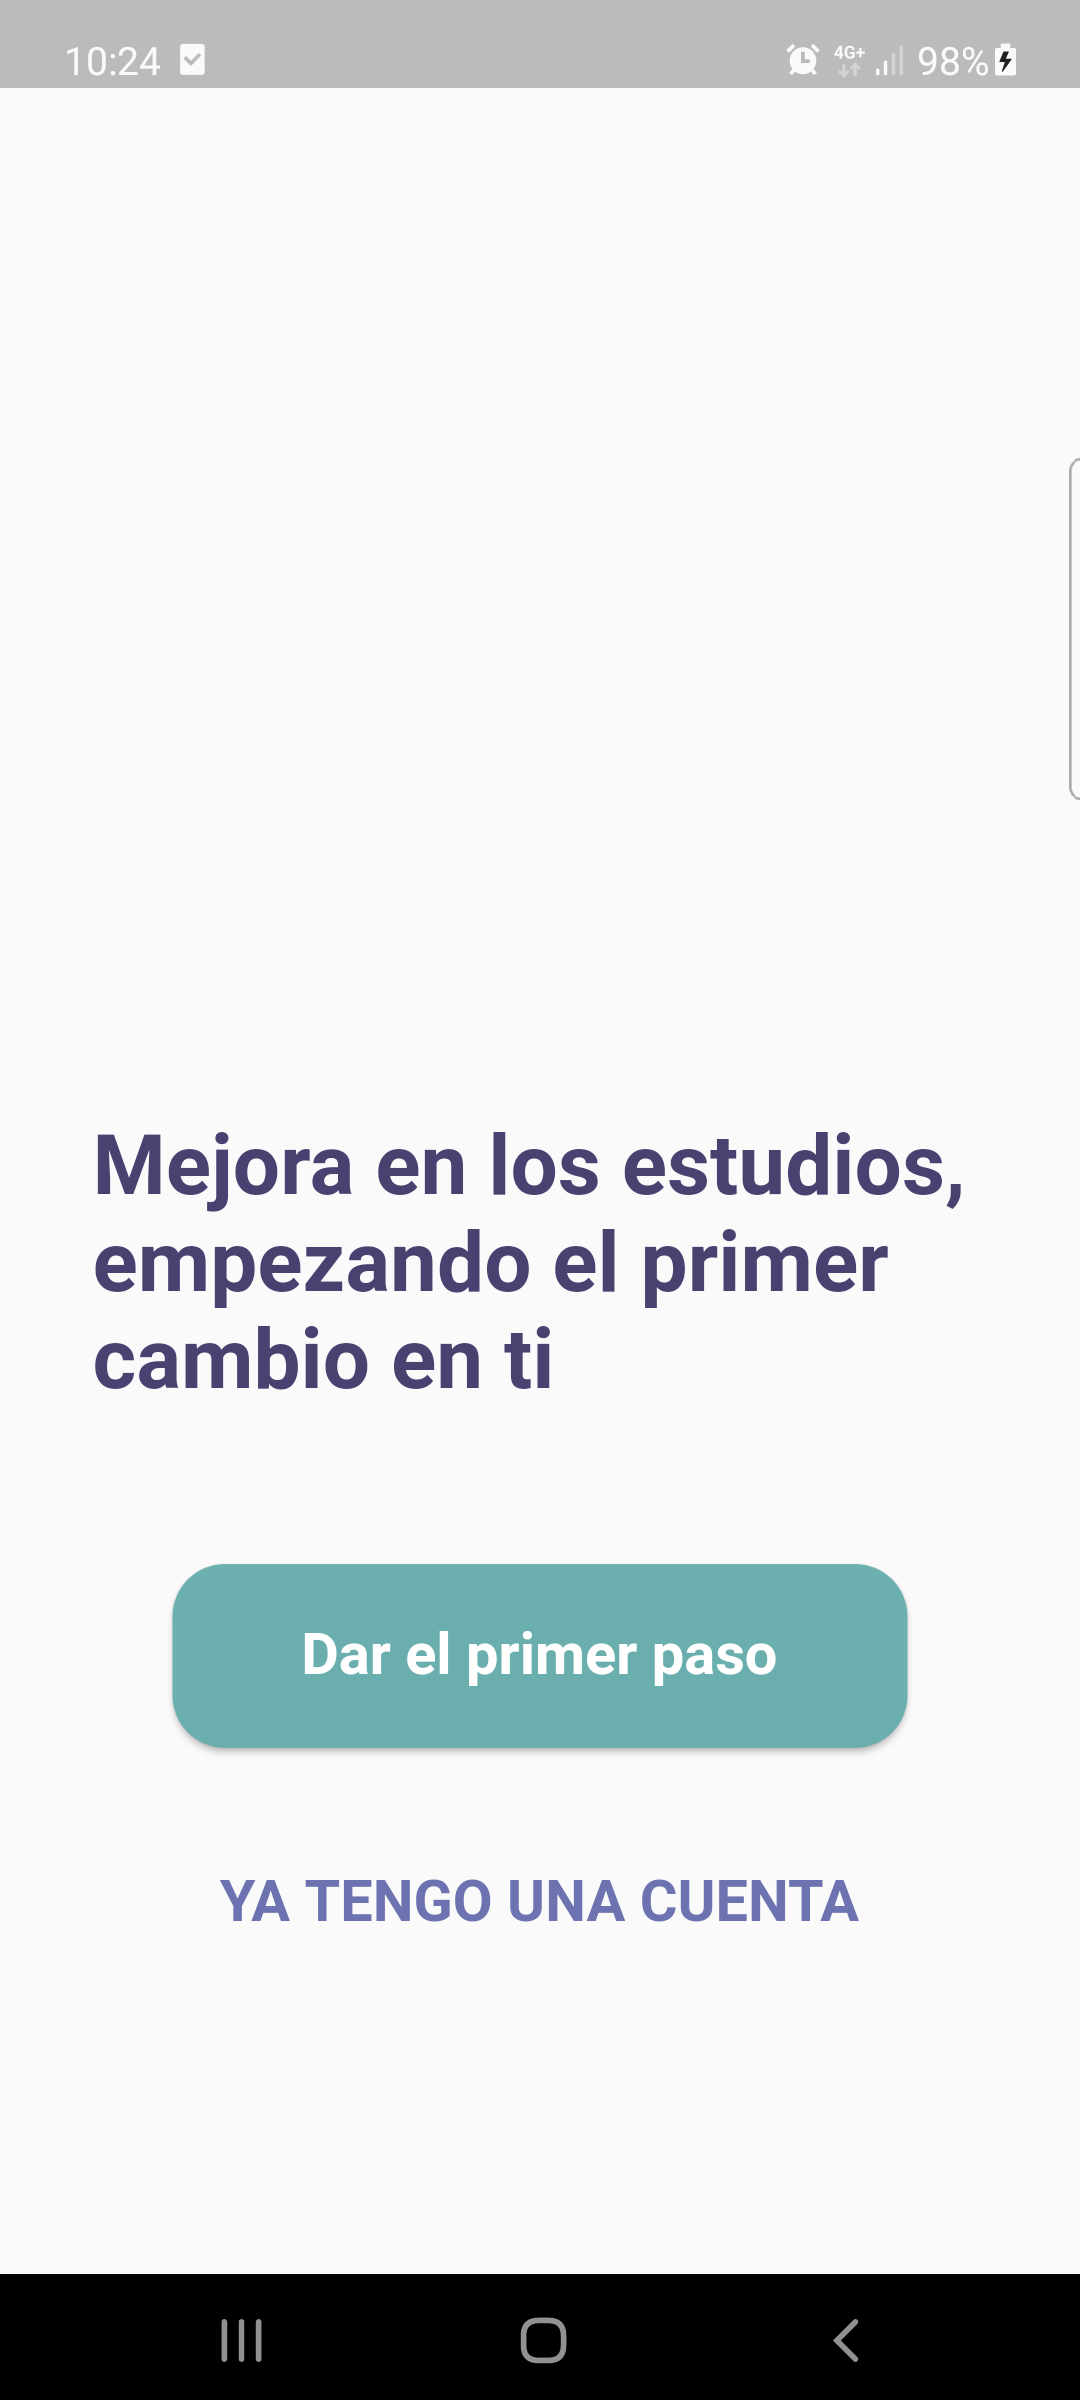 10:24
4G+
98%
Mejora en los estudios,
empezando el primer
cambio en ti
Dar el primer paso
YA TENGO UNA CUENTA